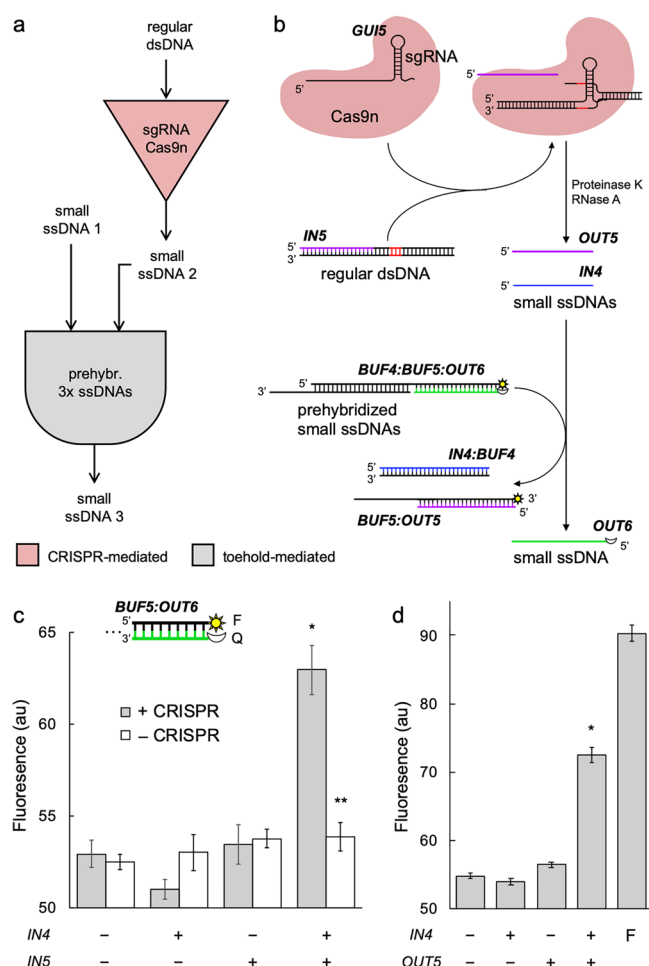 a
regular
dsDNA
sgRNA
Cas9n
small
ssDNA 1
small
ssDNA 2
prehybr.
3x ssDNAs
small
ssDNA 3
CRISPR-mediated
toehold-mediated
b
GUI5
sgRNA
5'
Cas9n
5'
5'
3'
Proteinase K
RNase A
IN5
5'
3'
regular dsDNA
OUT5
5'
IN4
5'
small ssDNAs
BUF4:BUF5:OUT6
5'
3'
prehybridized
small ssDNAs
IN4:BUF4
5'
3'
3'
5'
BUF5:OUT5
OUT6
5'
small ssDNA
c
BUF5:OUT6
5'
F
...
3'
Q
+ CRISPR
– CRISPR
*
**
65
60
55
50
Fluoresence (au)
IN4 – + – +
IN5 – – + +
d
*
90
80
70
60
50
Fluoresence (au)
IN4 – + – + F
OUT5 – – + +